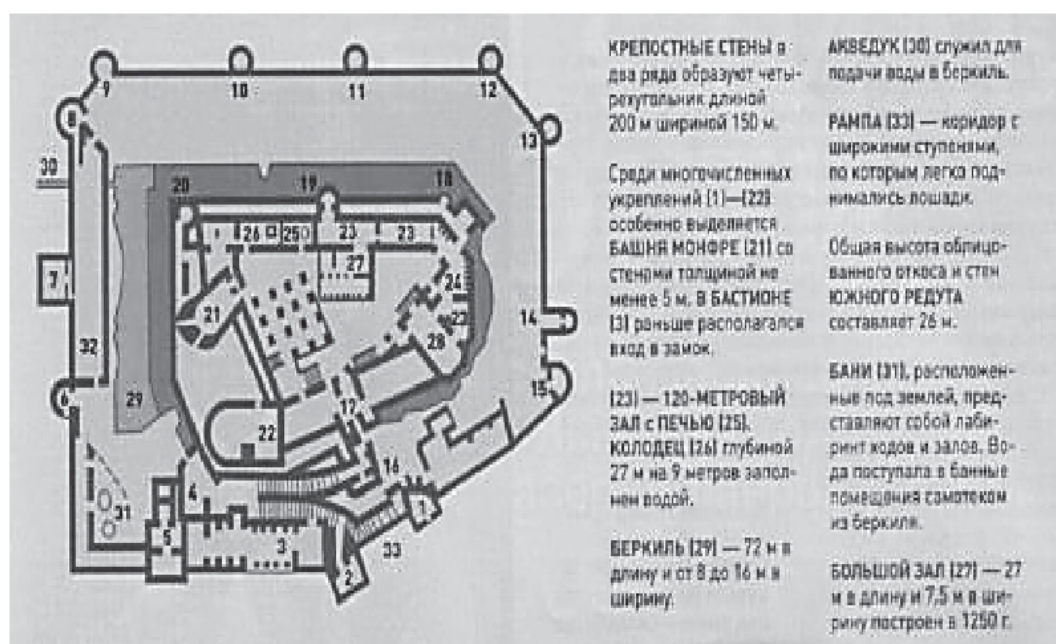 КРЕПОСТНЫЕ СТЕНЫ в
два ряда образуют четы-
рехугольник длиной
200 м шириной 150 м.
Среди многочисленных
укреплений (1)—(22)
особенно выделяется
БАШНЯ МОНФРЕ (21) со
стенами толщиной не
менее 5 м. В БАСТИОНЕ
(3) раньше располагался
вход в замок.
(23) — 120-МЕТРОВЫЙ
ЗАЛ с ПЕЧЬЮ (25).
КОЛОДЕЦ (26) глубиной
27 м на 9 метров запол-
нен водой.
БЕРКИЛЬ (29) — 72 м в
длину и от 8 до 16 м в
ширину.
АКВЕДУК (30) служил для
подачи воды в беркиль.
РАМПА (33) — коридор с
широкими ступенями,
по которым легко под-
нимались лошади.
Общая высота облицо-
ванного откоса и стен
ЮЖНОГО РЕДУТА
составляет 26 м.
БАНИ (31), расположен-
ные под землей, пред-
ставляют собой лаби-
ринт ходов и залов. Во-
да поступала в банные
помещения самотеком
из беркиля.
БОЛЬШОЙ ЗАЛ (27) — 27
м в длину и 7,5 м в ши-
рину построен в 1250 г.
9
10
11
12
8
13
30
20
19
18
26
25
23
23
27
7
24
21
14
23
28
32
15
6
29
17
22
16
4
1
31
5
3
33
2